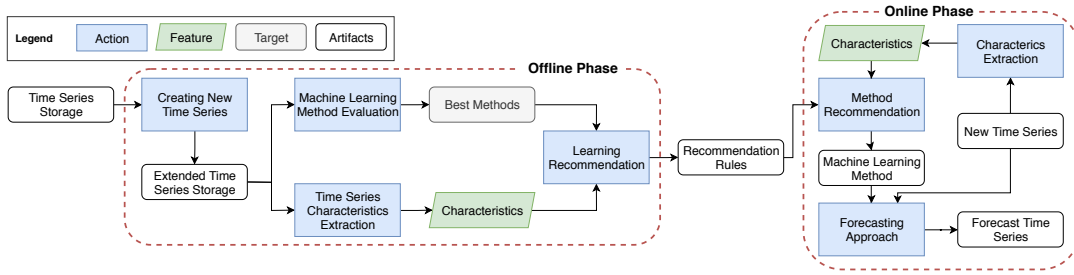 Legend
Action
Feature
Target
Artifacts
Offline Phase
Time Series
Storage
Creating New
Time Series
Extended Time
Series Storage
Machine Learning
Method Evaluation
Best Methods
Time Series
Characteristics
Extraction
Characteristics
Learning
Recommendation
Recommendation
Rules
Online Phase
Characteristics
Characterics
Extraction
Method
Recommendation
New Time Series
Machine Learning
Method
Forecasting
Approach
Forecast Time
Series